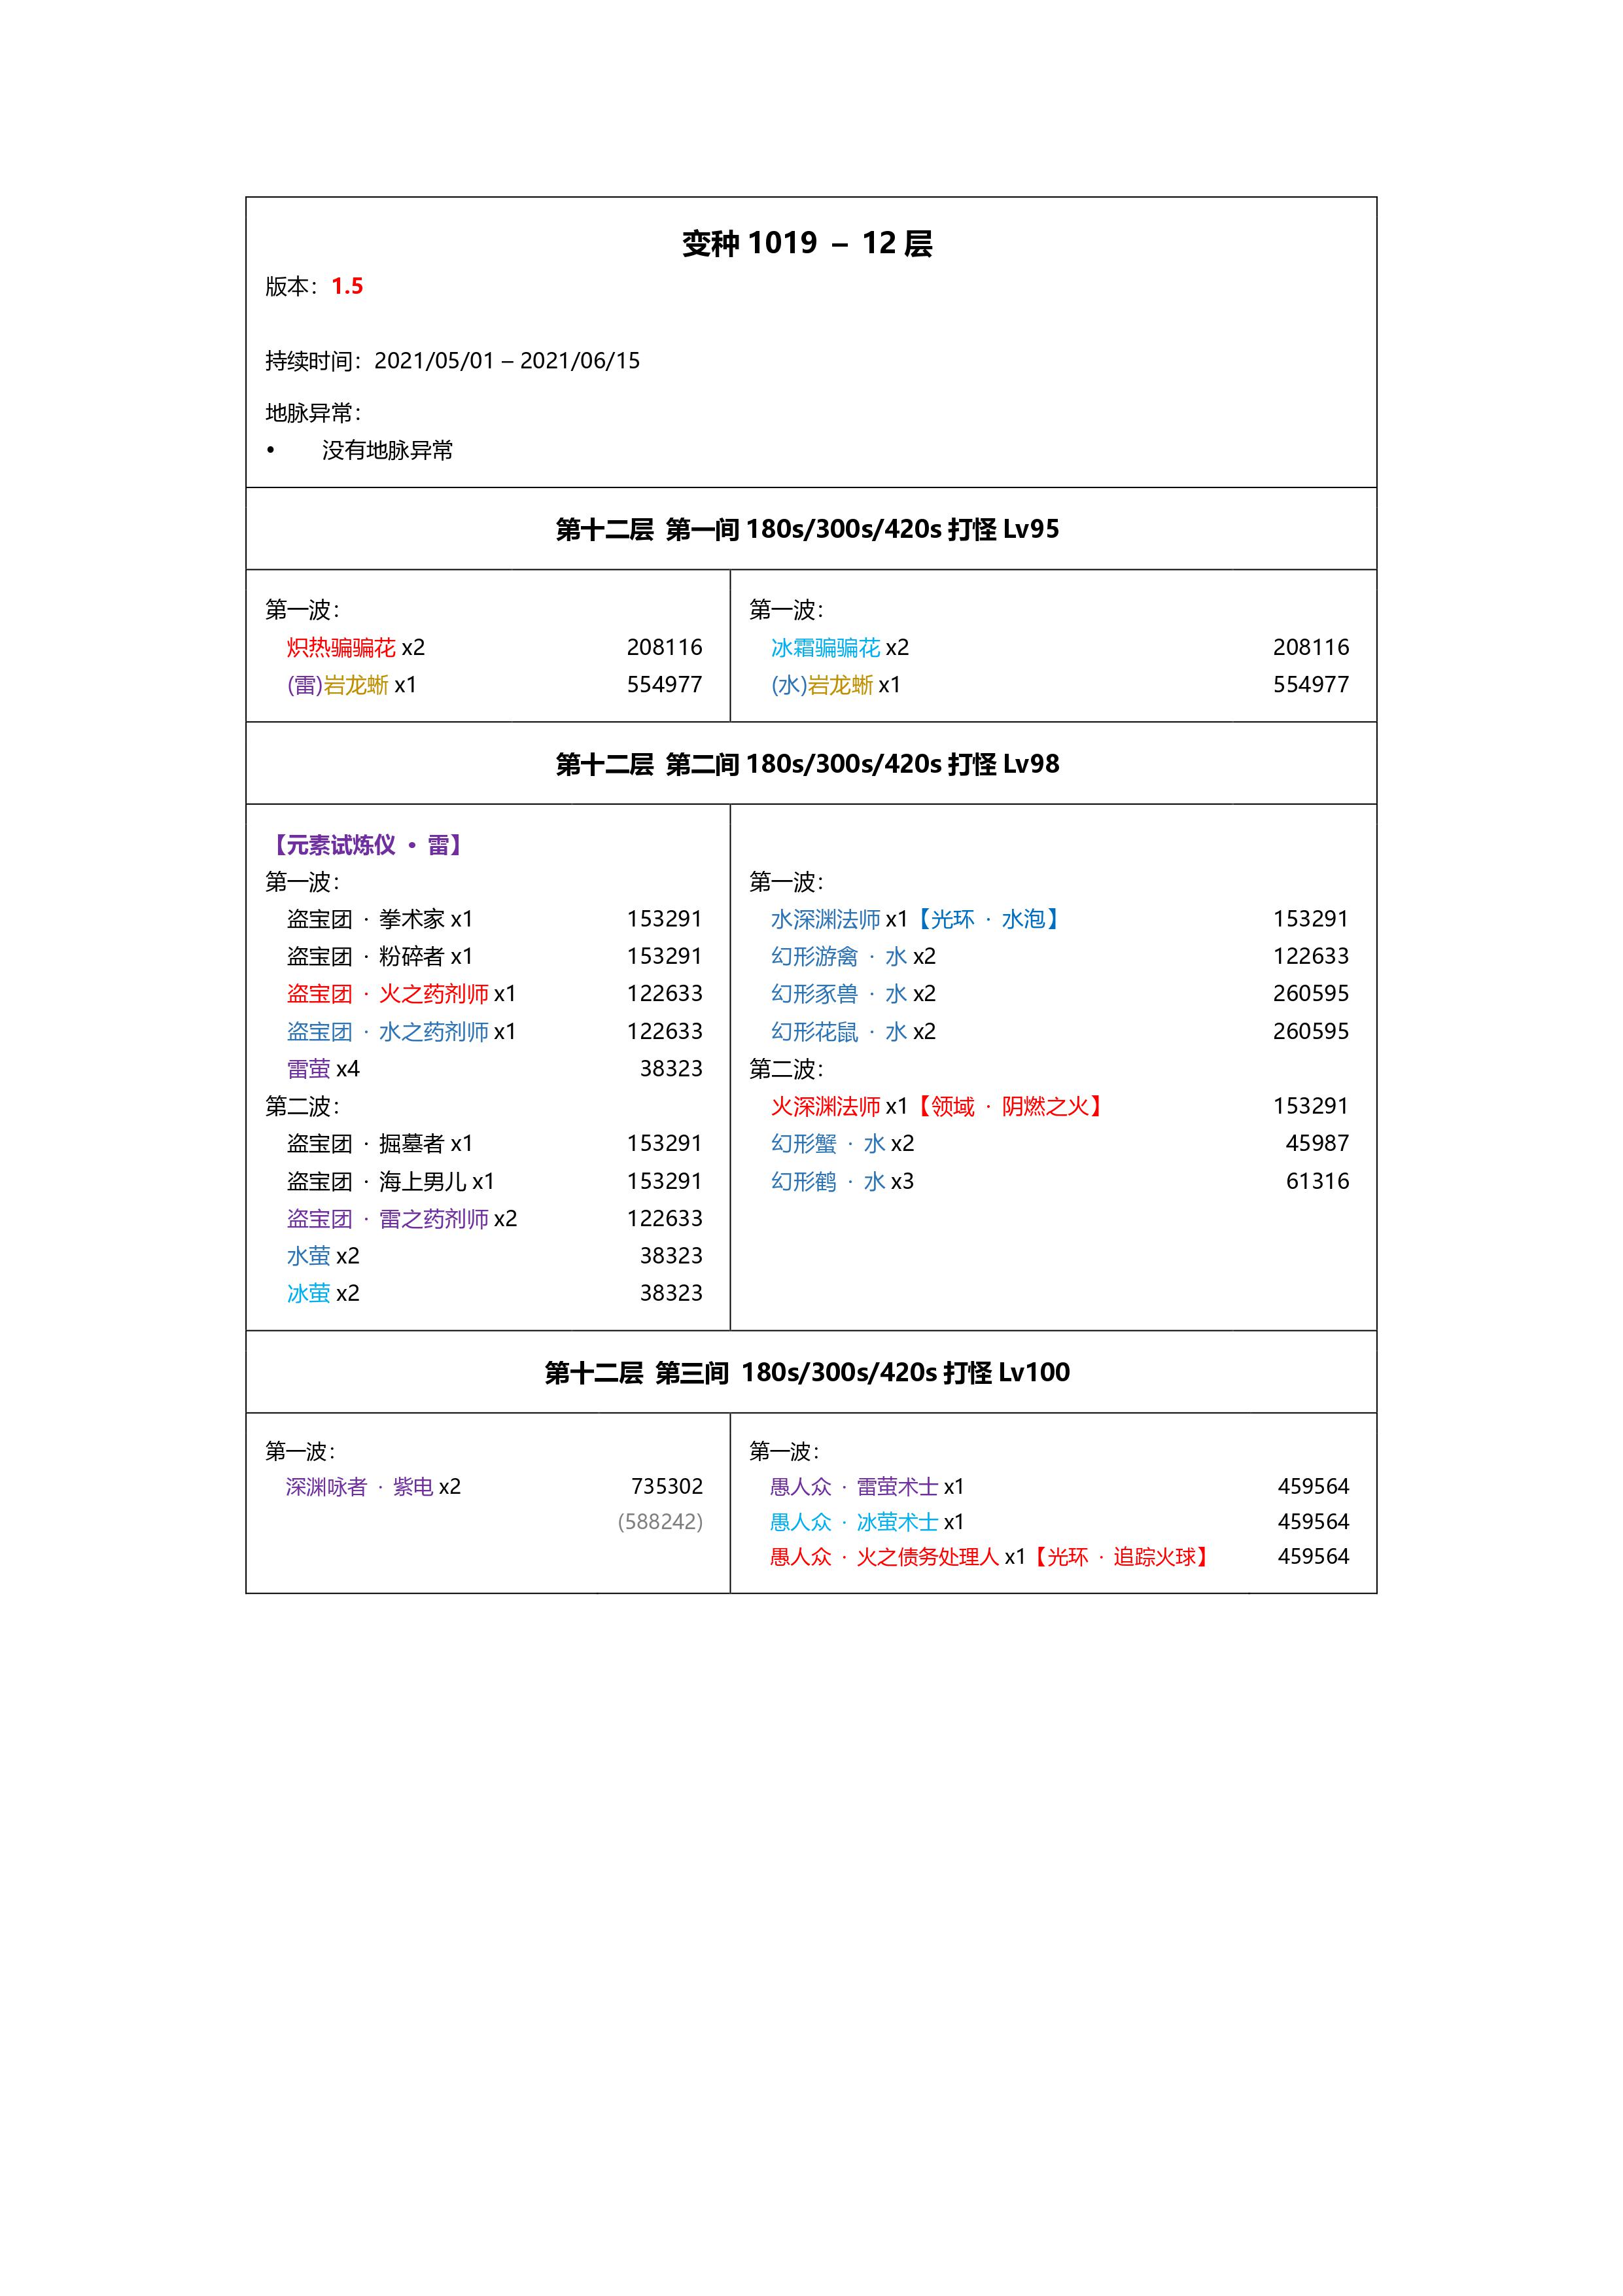 变种 1019 – 12 层
版本：1.5
持续时间：2021/05/01 – 2021/06/15
地脉异常：
• 没有地脉异常
第十二层 第一间 180s/300s/420s 打怪 Lv95
第一波：
炽热骗骗花 x2 208116
(雷)岩龙蜥 x1 554977
第一波：
冰霜骗骗花 x2 208116
(水)岩龙蜥 x1 554977
第十二层 第二间 180s/300s/420s 打怪 Lv98
【元素试炼仪 · 雷】
第一波：
盗宝团 · 拳术家 x1 153291
盗宝团 · 粉碎者 x1 153291
盗宝团 · 火之药剂师 x1 122633
盗宝团 · 水之药剂师 x1 122633
雷萤 x4 38323
第二波：
盗宝团 · 掘墓者 x1 153291
盗宝团 · 海上男儿 x1 153291
盗宝团 · 雷之药剂师 x2 122633
水萤 x2 38323
冰萤 x2 38323
第一波：
水深渊法师 x1【光环 · 水泡】 153291
幻形游禽 · 水 x2 122633
幻形豕兽 · 水 x2 260595
幻形花鼠 · 水 x2 260595
第二波：
火深渊法师 x1【领域 · 阴燃之火】 153291
幻形蟹 · 水 x2 45987
幻形鹤 · 水 x3 61316
第十二层 第三间 180s/300s/420s 打怪 Lv100
第一波：
深渊咏者 · 紫电 x2 735302
(588242)
第一波：
愚人众 · 雷萤术士 x1 459564
愚人众 · 冰萤术士 x1 459564
愚人众 · 火之债务处理人 x1【光环 · 追踪火球】 459564